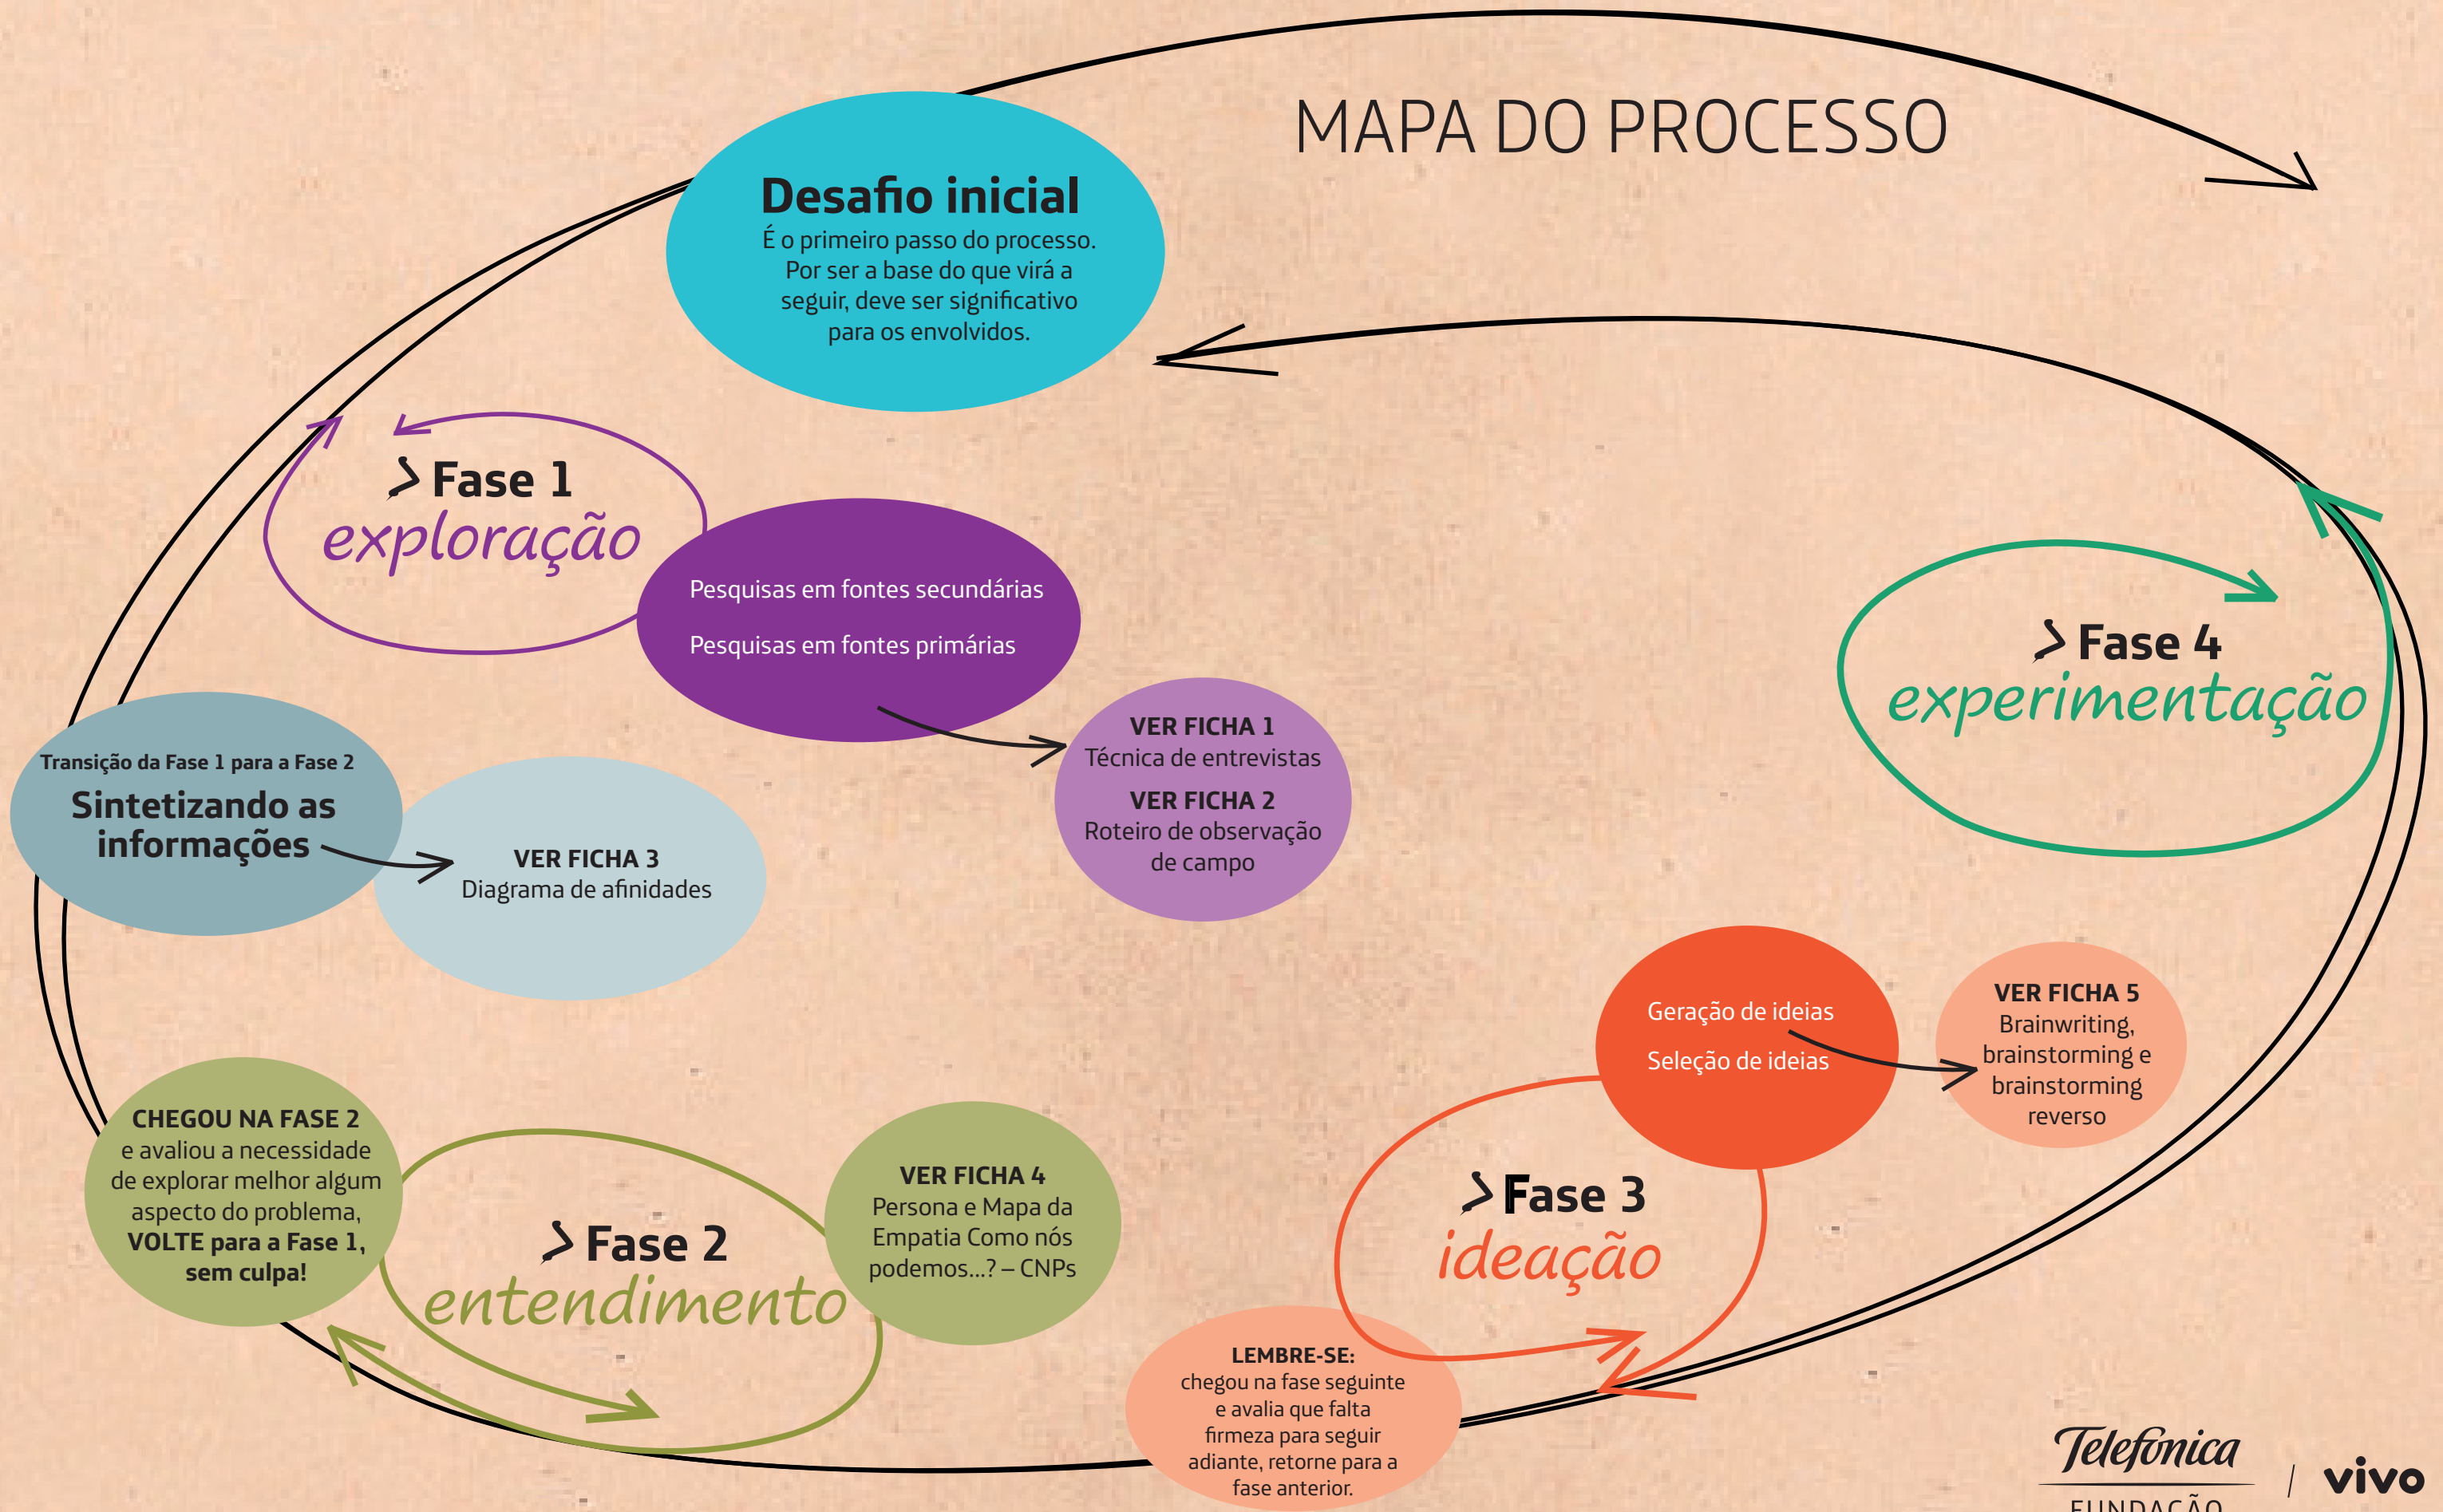 MAPA DO PROCESSO
Desafio inicial
É o primeiro passo do processo.
Por ser a base do que virá a
seguir, deve ser significativo
para os envolvidos.
> Fase 1
exploração
Pesquisas em fontes secundárias
Pesquisas em fontes primárias
VER FICHA 1
Técnica de entrevistas
VER FICHA 2
Roteiro de observação
de campo
Transição da Fase 1 para a Fase 2
Sintetizando as
informações
VER FICHA 3
Diagrama de afinidades
CHEGOU NA FASE 2
e avaliou a necessidade
de explorar melhor algum
aspecto do problema,
VOLTE para a Fase 1,
sem culpa!
> Fase 2
entendimento
VER FICHA 4
Persona e Mapa da
Empatia Como nós
podemos...? – CNPs
> Fase 3
ideação
Geração de ideias
Seleção de ideias
VER FICHA 5
Brainwriting,
brainstorming e
brainstorming
reverso
LEMBRE-SE:
chegou na fase seguinte
e avalia que falta
firmeza para seguir
adiante, retorne para a
fase anterior.
> Fase 4
experimentação
Telefónica
FUNDAÇÃO
vivo